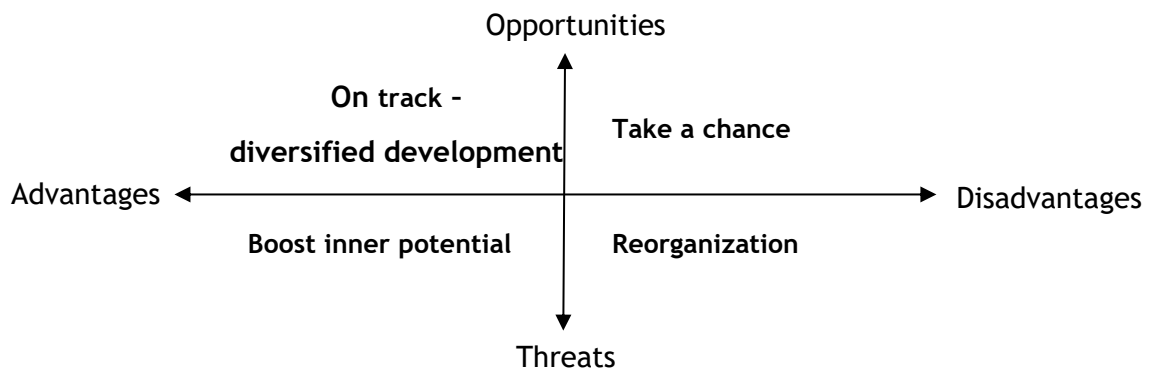 Opportunities
On track –
diversified development
Take a chance
Advantages
Disadvantages
Boost inner potential
Reorganization
Threats